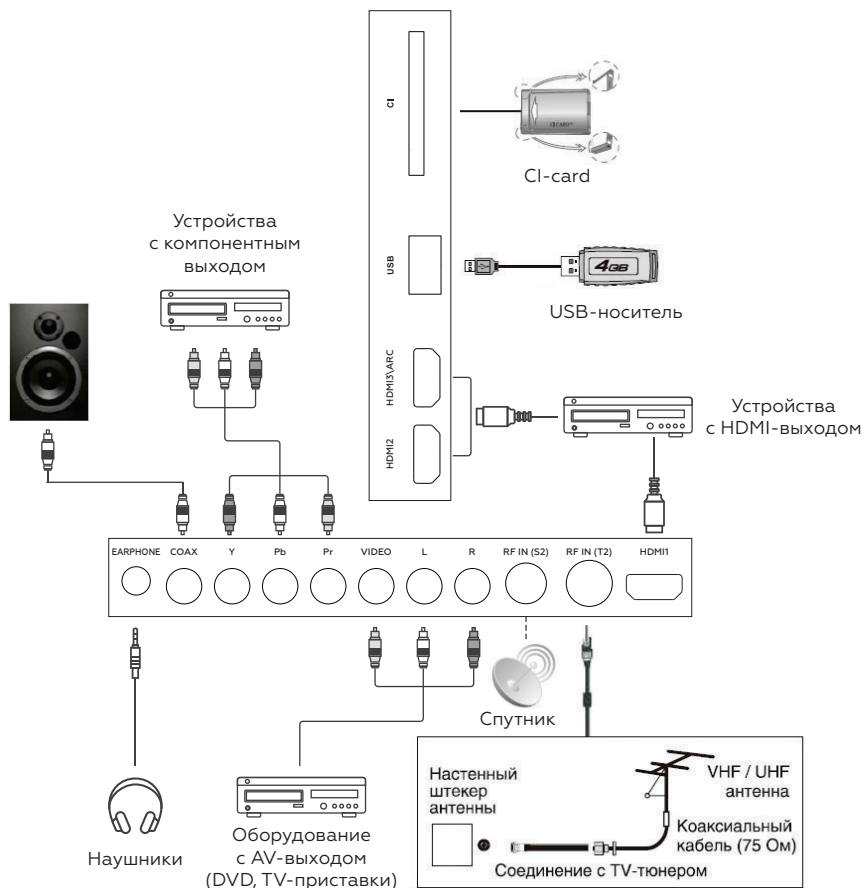 CI
CI CARD
CI-card
Устройства
с компонентным
выходом
USB
4GB
USB-носитель
HDMI3\ARC
HDMI2
Устройства
с HDMI-выходом
EARPHONE COAX Y Pb Pr VIDEO L R RF IN (S2) RF IN (T2) HDMI1
Спутник
Наушники
Оборудование
с AV-выходом
(DVD, TV-приставки)
Настенный
штекер
антенны
VHF / UHF
антенна
Коаксиальный
кабель (75 Ом)
Соединение с TV-тюнером